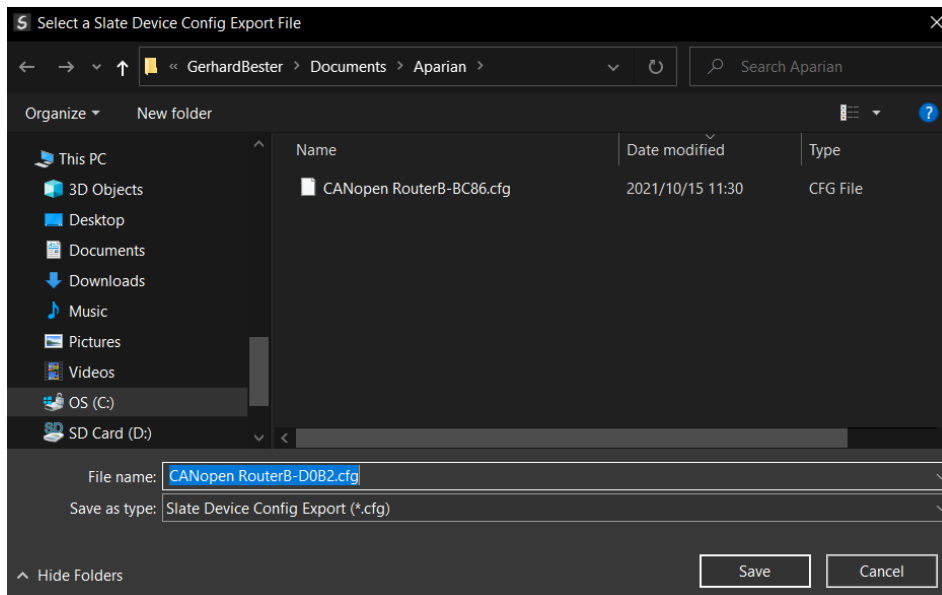 S Select a Slate Device Config Export File
« GerhardBester > Documents > Aparian > Search Aparian
Organize New folder ?
Name Date modified Type
This PC
3D Objects
CANopen RouterB-BC86.cfg 2021/10/15 11:30 CFG File
Desktop
Documents
Downloads
Music
Pictures
Videos
OS (C:)
SD Card (D:)
File name: CANopen RouterB-D0B2.cfg
Save as type: Slate Device Config Export (*.cfg)
Hide Folders Save Cancel